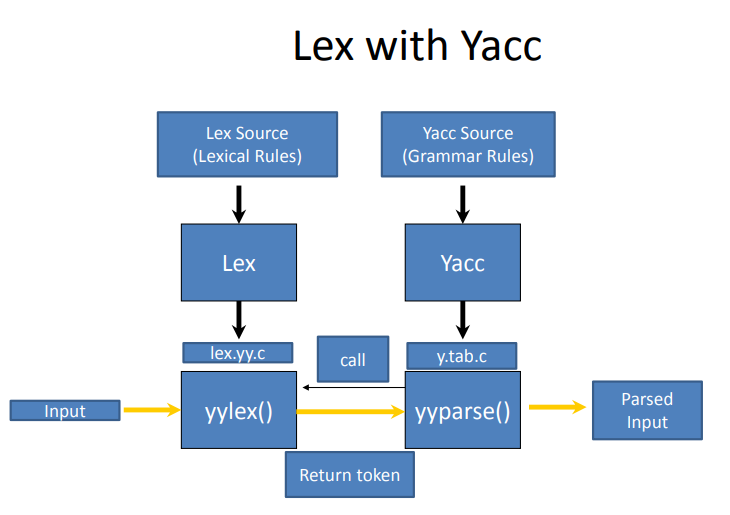 Lex with Yacc
Lex Source
(Lexical Rules)
Yacc Source
(Grammar Rules)
Lex
Yacc
lex.yy.c
call
y.tab.c
Input
yylex()
yyparse()
Parsed
Input
Return token